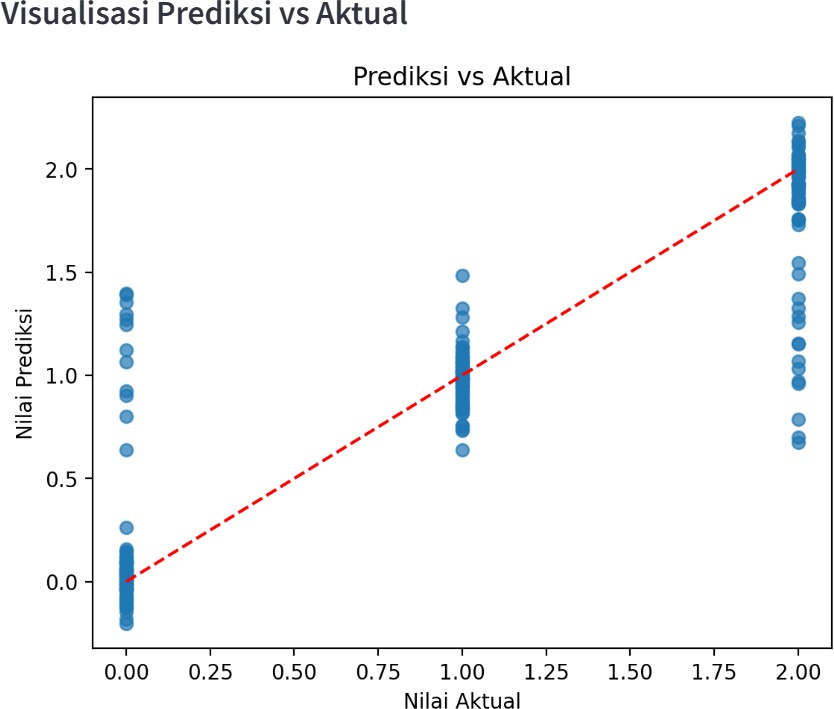 Visualisasi Prediksi vs Aktual
Prediksi vs Aktual
2.0
1.5
1.0
0.5
0.0
Nilai Prediksi
0.00 0.25 0.50 0.75 1.00 1.25 1.50 1.75 2.00
Nilai Aktual